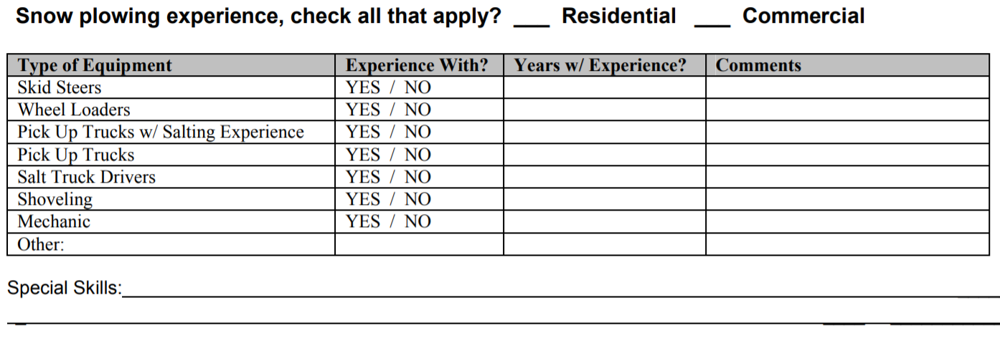 Snow plowing experience, check all that apply? ___ Residential ___ Commercial
Type of Equipment Experience With? Years w/ Experience? Comments
Skid Steers YES / NO
Wheel Loaders YES / NO
Pick Up Trucks w/ Salting Experience YES / NO
Pick Up Trucks YES / NO
Salt Truck Drivers YES / NO
Shoveling YES / NO
Mechanic YES / NO
Other:
Special Skills: